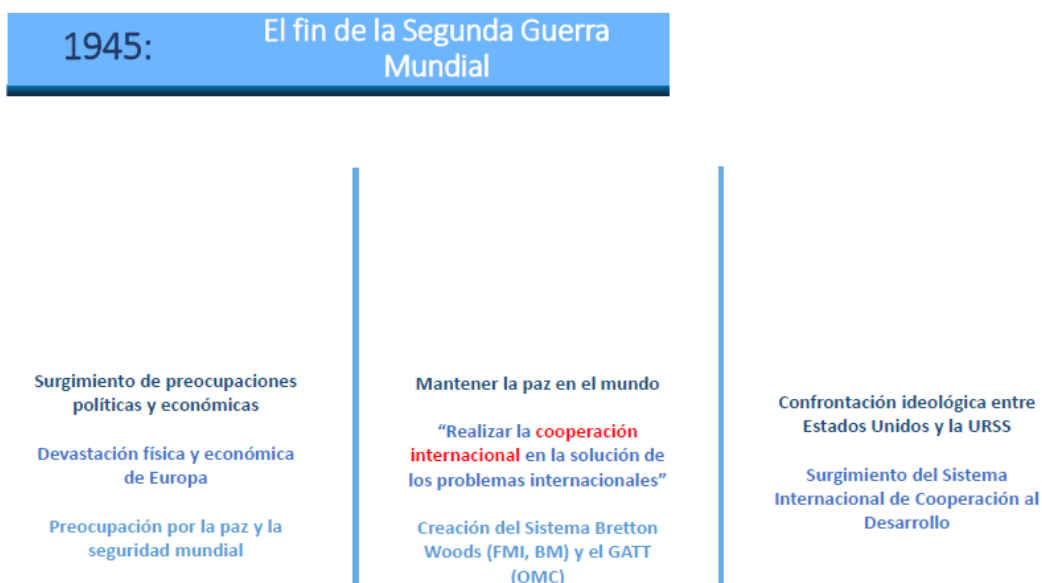 1945:
El fin de la Segunda Guerra
Mundial
Surgimiento de preocupaciones
políticas y económicas
Devastación física y económica
de Europa
Preocupación por la paz y la
seguridad mundial
Mantener la paz en el mundo
“Realizar la cooperación
internacional en la solución de
los problemas internacionales”
Creación del Sistema Bretton
Woods (FMI, BM) y el GATT
(OMC)
Confrontación ideológica entre
Estados Unidos y la URSS
Surgimiento del Sistema
Internacional de Cooperación al
Desarrollo